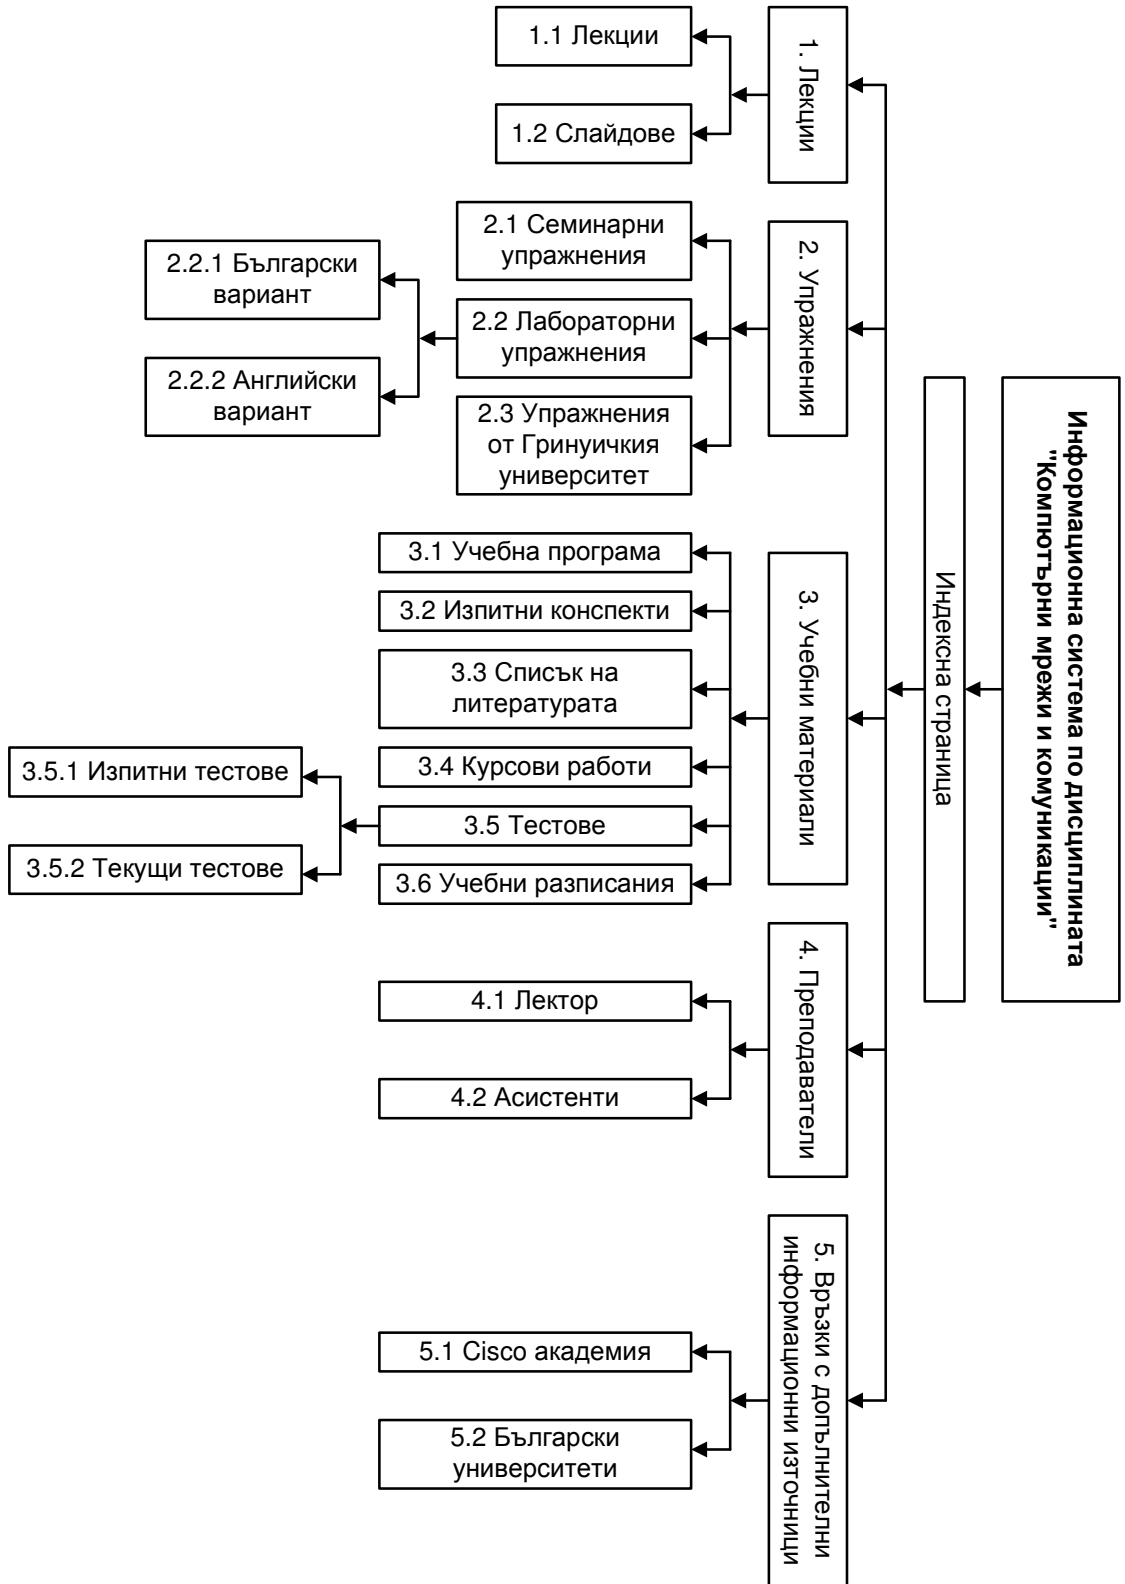 Информационна система по дисциплината
"Компютърни мрежи и комуникации"
Индексна страница
1. Лекции
1.1 Лекции
1.2 Слайдове
2. Упражнения
2.1 Семинарни
упражнения
2.2 Лабораторни
упражнения
2.2.1 Български
вариант
2.2.2 Английски
вариант
2.3 Упражнения
от Гринуичкия
университет
3. Учебни материали
3.1 Учебна програма
3.2 Изпитни конспекти
3.3 Списък на
литературата
3.4 Курсови работи
3.5 Тестове
3.5.1 Изпитни тестове
3.5.2 Текущи тестове
3.6 Учебни разписания
4. Преподаватели
4.1 Лектор
4.2 Асистенти
5. Връзки с допълнителни
информационни източници
5.1 Cisco академия
5.2 Български
университети